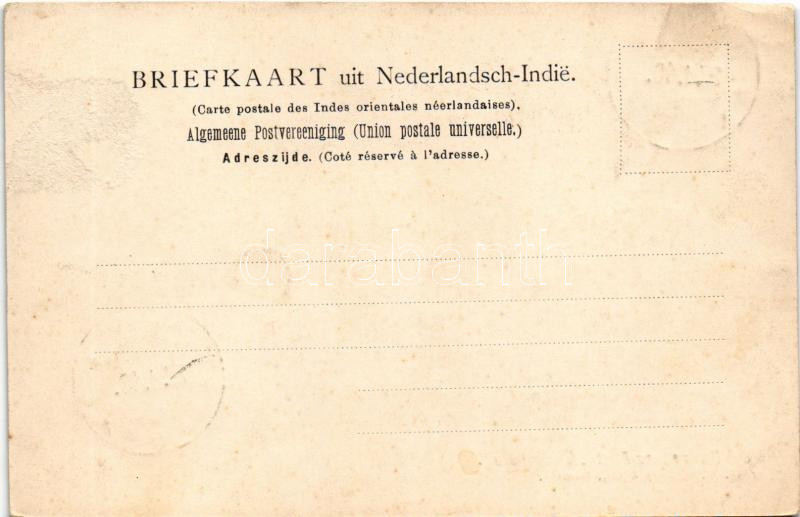 BRIEFKAART uit Nederlandsch-Indië.
(Carte postale des Indes orientales néerlandaises).
Algemeene Postvereeniging (Union postale universelle.)
Adreszijde. (Coté réservé à l'adresse.)
darabanth